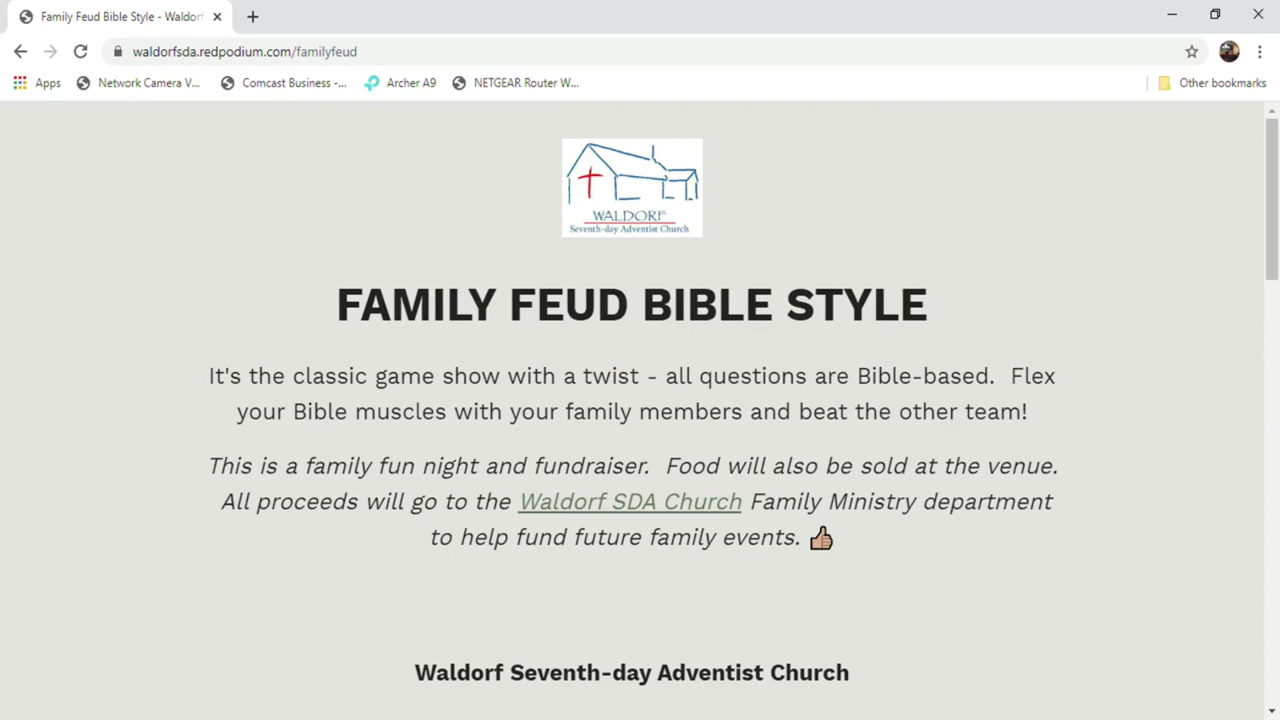 Family Feud Bible Style - Waldorf
waldorfsda.redpodium.com/familyfeud
Apps Network Camera V... Comcast Business -... Archer A9 NETGEAR Router W... Other bookmarks
WALDORF
Seventh-day Adventist Church
FAMILY FEUD BIBLE STYLE
It's the classic game show with a twist - all questions are Bible-based. Flex
your Bible muscles with your family members and beat the other team!
This is a family fun night and fundraiser. Food will also be sold at the venue.
All proceeds will go to the Waldorf SDA Church Family Ministry department
to help fund future family events. 👍🏼
Waldorf Seventh-day Adventist Church